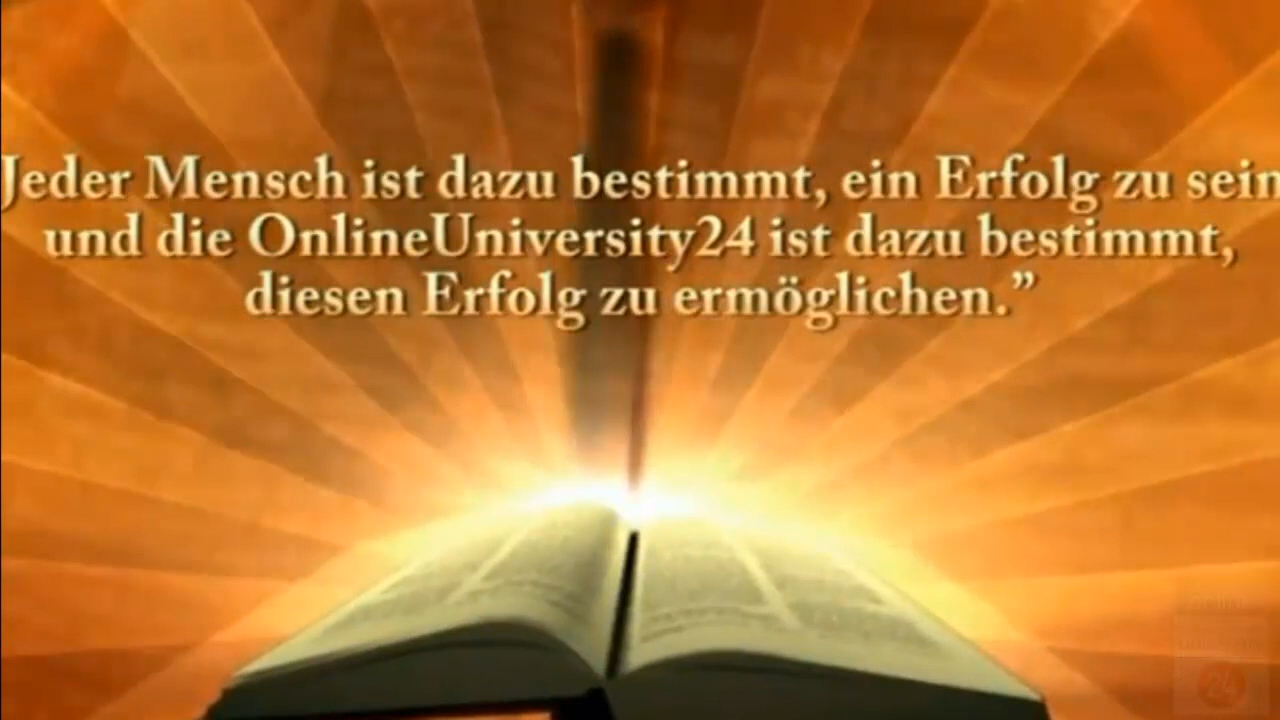 Jeder Mensch ist dazu bestimmt, ein Erfolg zu sein
und die OnlineUniversity24 ist dazu bestimmt,
diesen Erfolg zu ermöglichen.”
24